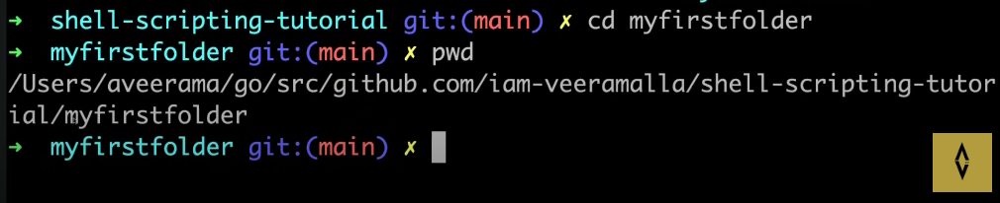 ➜  shell-scripting-tutorial git:(main) ✗ cd myfirstfolder
➜  myfirstfolder git:(main) ✗ pwd
/Users/aveerama/go/src/github.com/iam-veeramalla/shell-scripting-tutor
ial/myfirstfolder
➜  myfirstfolder git:(main) ✗